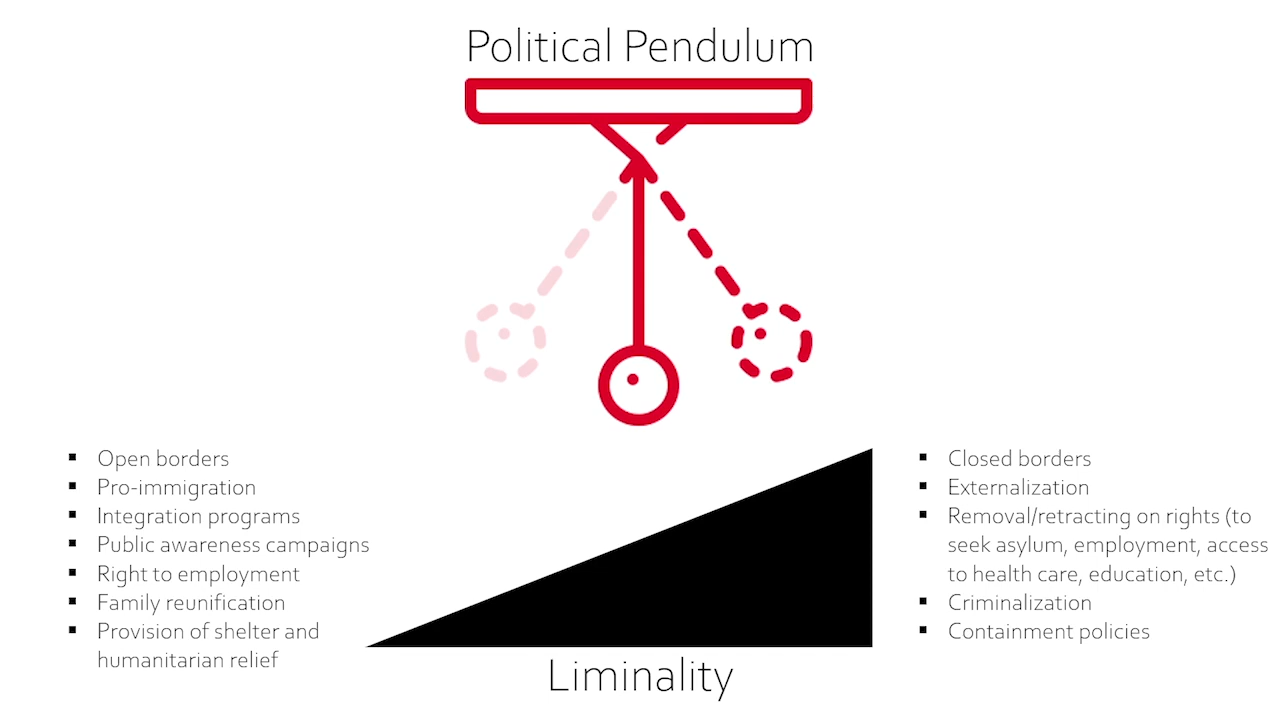 Political Pendulum
▪ Open borders
▪ Pro-immigration
▪ Integration programs
▪ Public awareness campaigns
▪ Right to employment
▪ Family reunification
▪ Provision of shelter and
humanitarian relief
▪ Closed borders
▪ Externalization
▪ Removal/retracting on rights (to
seek asylum, employment, access
to health care, education, etc.)
▪ Criminalization
▪ Containment policies
Liminality